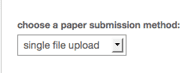 choose a paper submission method:
single file upload